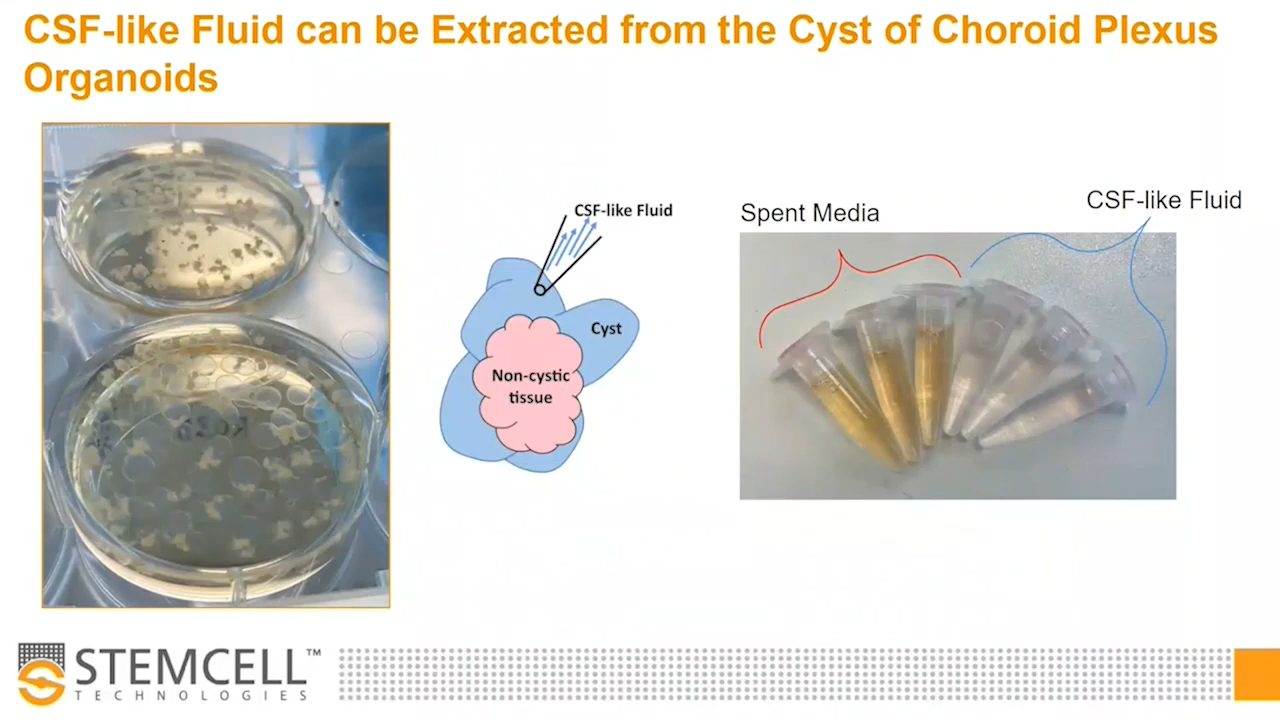 CSF-like Fluid can be Extracted from the Cyst of Choroid Plexus
Organoids
CSF-like Fluid
Cyst
Non-cystic
tissue
Spent Media
CSF-like Fluid
STEMCELL™
TECHNOLOGIES